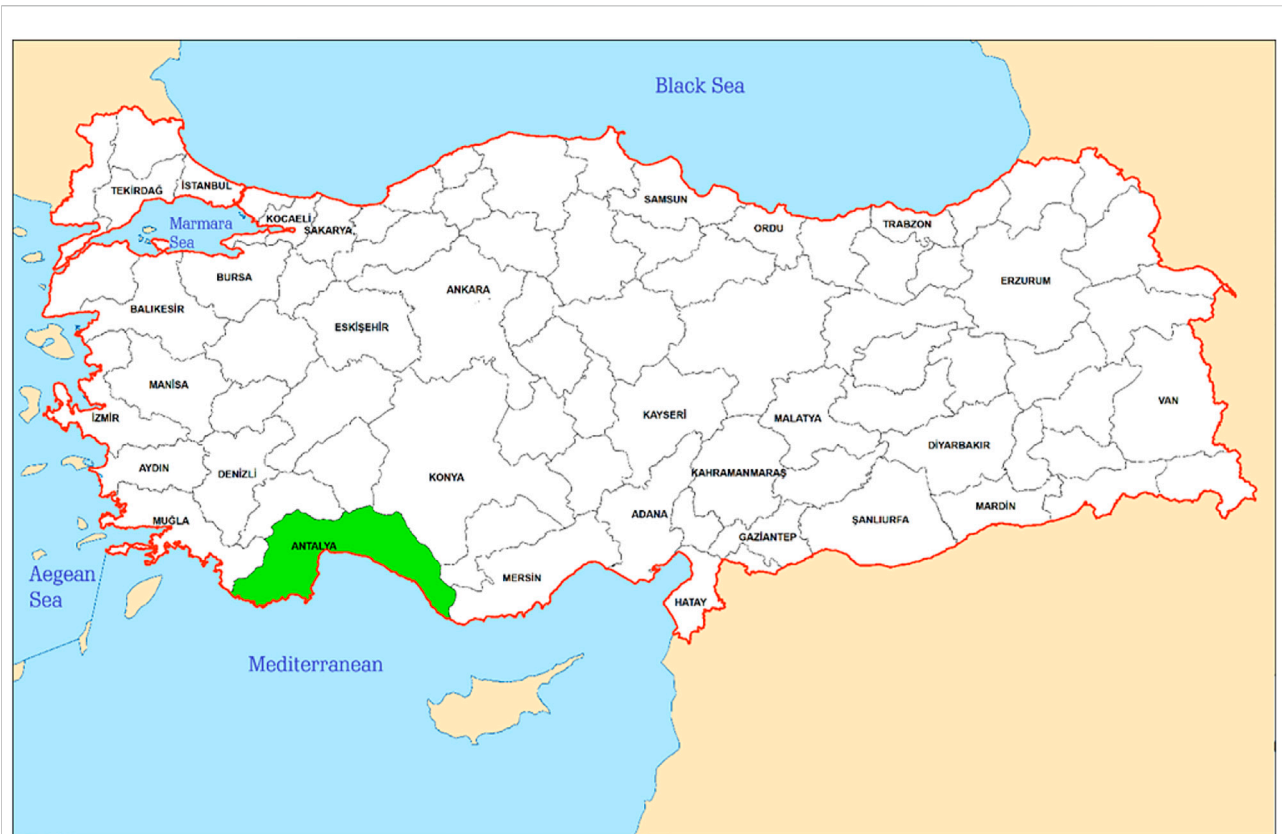 Black Sea
TEKİRDAĞ
İSTANBUL
KOCAELİ
SAKARYA
Marmara
Sea
SAMSUN
ORDU
TRABZON
BURSA
ANKARA
ERZURUM
BALIKESİR
ESKİŞEHİR
MANİSA
İZMİR
KAYSERİ
MALATYA
VAN
AYDIN
DENİZLİ
KONYA
KAHRAMANMARAŞ
DİYARBAKIR
MUĞLA
ADANA
ŞANLIURFA
MARDİN
ANTALYA
GAZİANTEP
MERSİN
HATAY
Aegean
Sea
Mediterranean